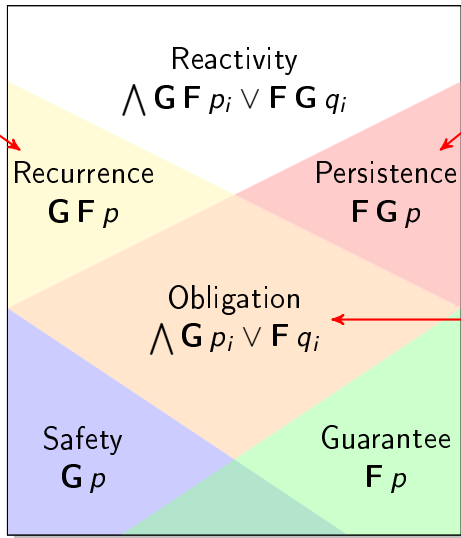 Reactivity
⋀ G F pᵢ ∨ F G qᵢ
Recurrence
G F p
Persistence
F G p
Obligation
⋀ G pᵢ ∨ F qᵢ
Safety
G p
Guarantee
F p